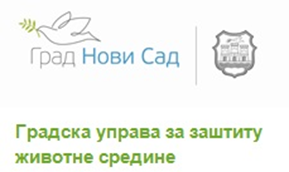 Град Нови Сад
Градска управа за заштиту
животне средине